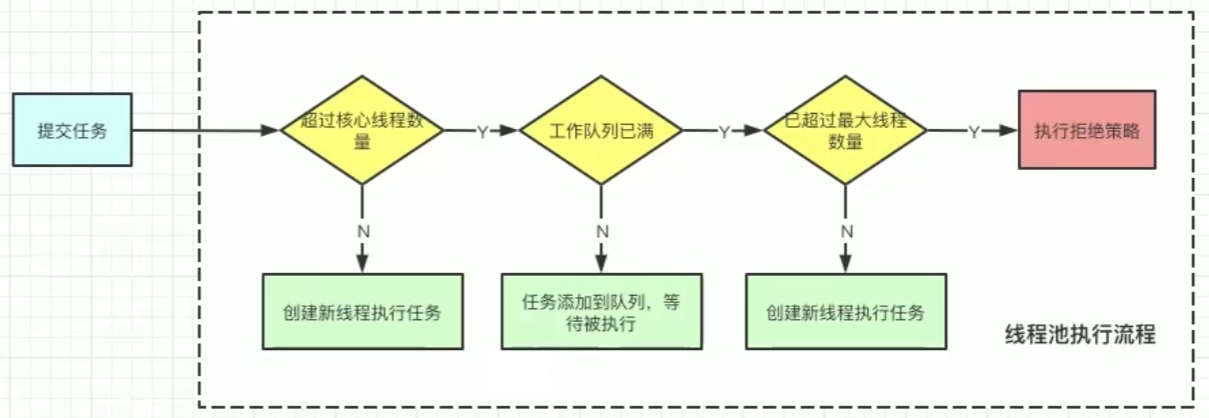 提交任务
超过核心线程数
量
Y
工作队列已满
Y
已超过最大线程
数量
Y
执行拒绝策略
N
N
N
创建新线程执行任务
任务添加到队列，等
待被执行
创建新线程执行任务
线程池执行流程